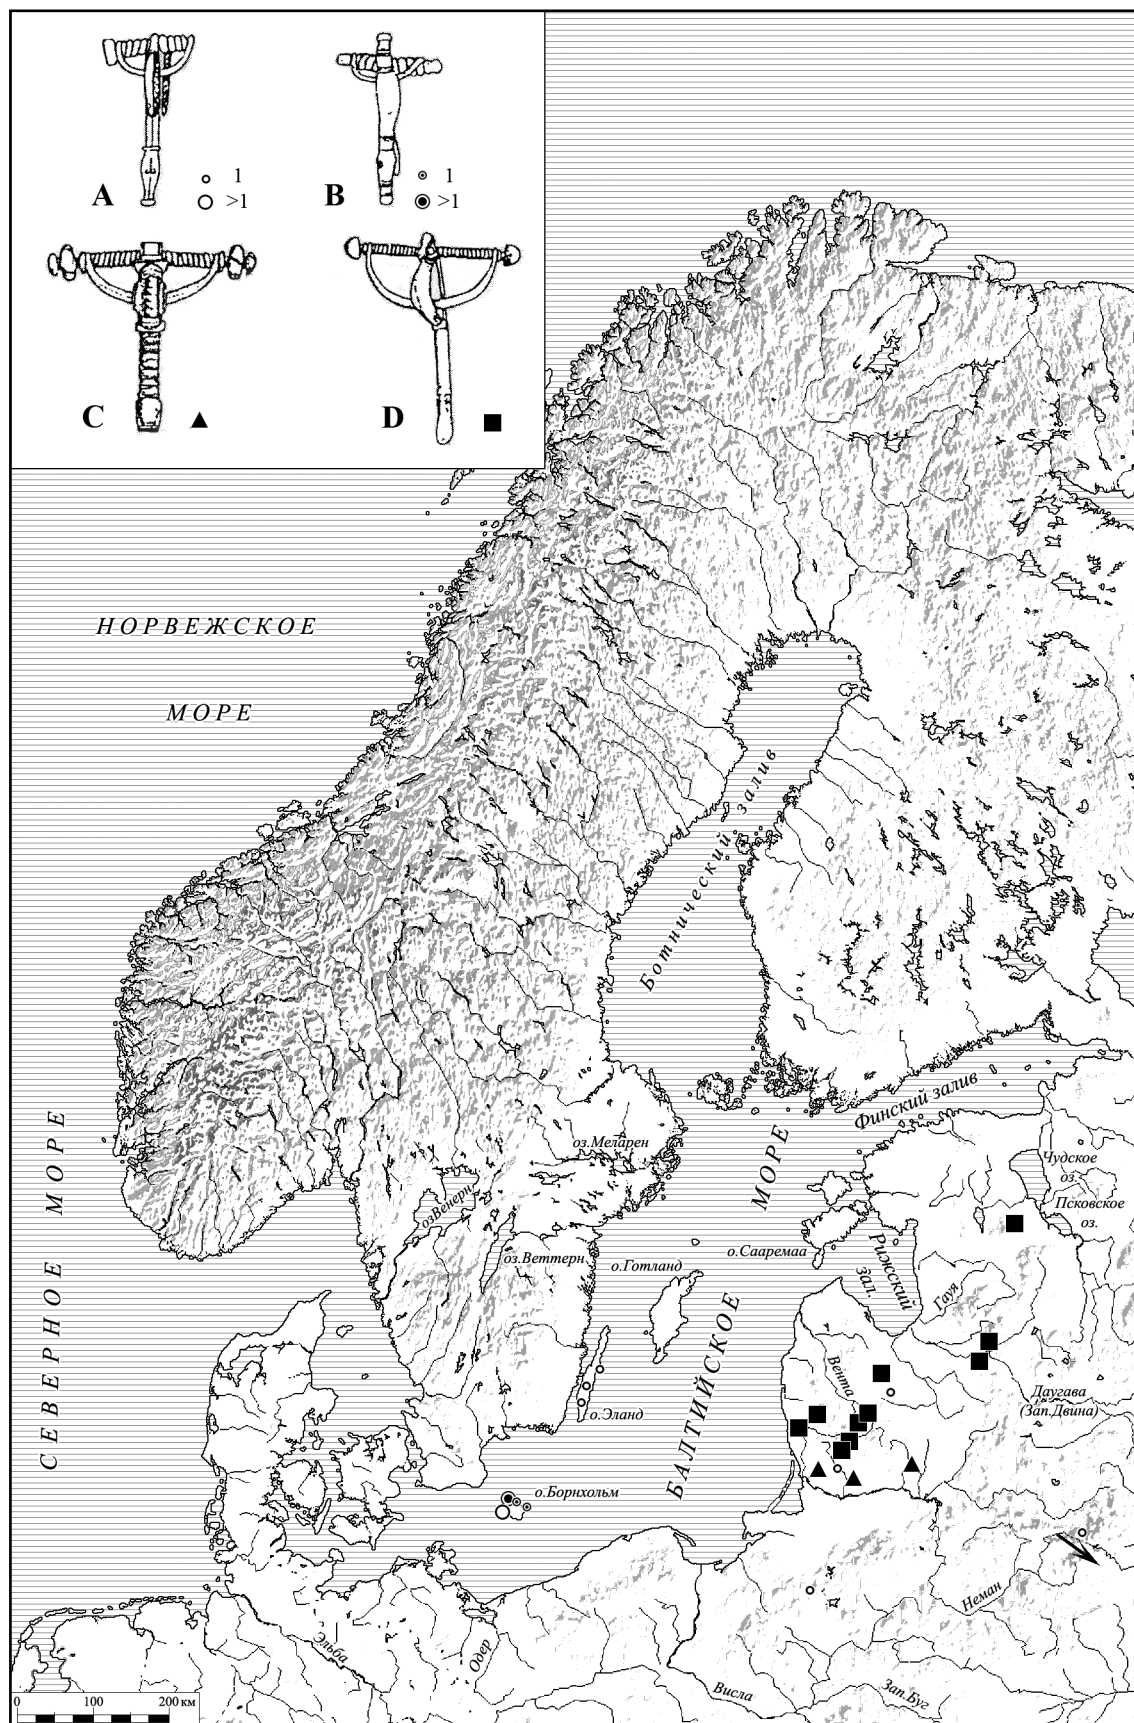 1
1
A
>1
B
>1
C
D
НОРВЕЖСКОЕ
МОРЕ
Ботнический залив
Финский залив
оз.Меларен
МОРЕ
СЕВЕРНОЕ МОРЕ
Чудское
оз.
Псковское
оз.
озВенерн
оз.Веттерн
о.Готланд
о.Сааремаа
Рижский
зал.
Гауя
БАЛТИЙСКОЕ
Вента
Даугава
(Зап.Двина)
о.Эланд
о.Борнхольм
Неман
Эльба
Одер
Висла
Зап.Буг
0 100 200 км